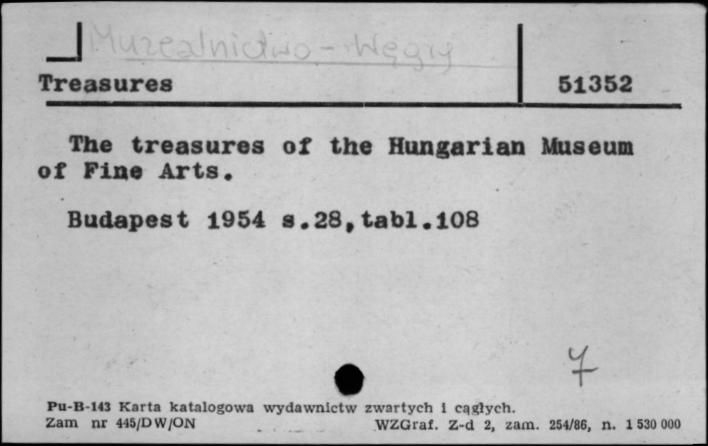 Muzealnictwo - Węgry
Treasures 51352
The treasures of the Hungarian Museum
of Fine Arts.
Budapest 1954 s.28,tabl.108
7
Pu-B-143 Karta katalogowa wydawnictw zwartych i cągłych.
Zam nr 445/DW/ON WZGraf. Z-d 2, zam. 254/86, n. 1 530 000